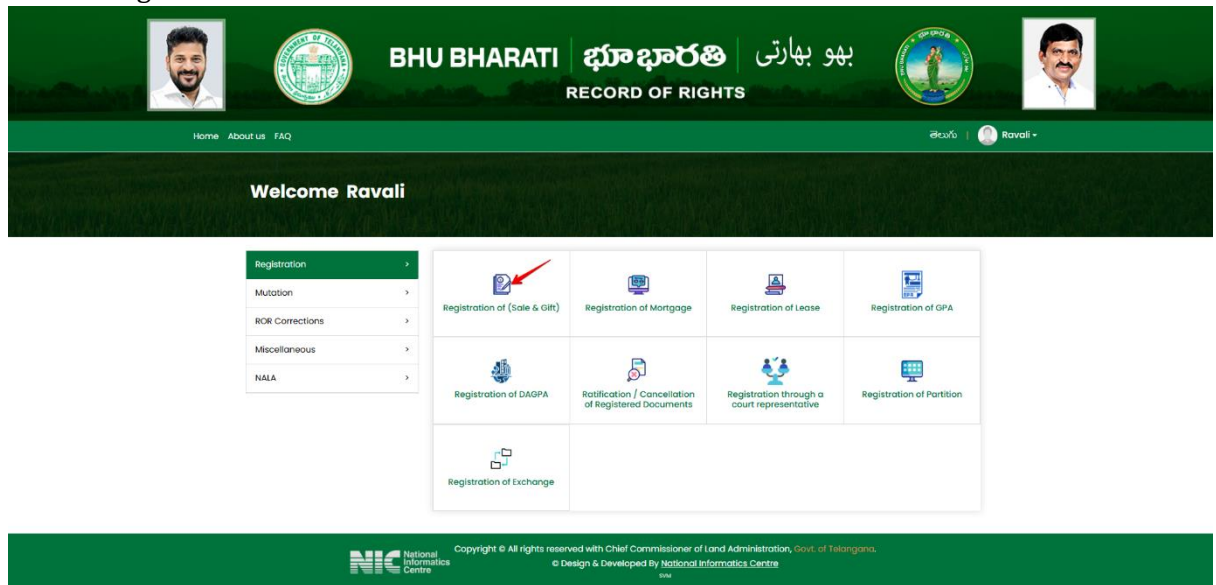 BHU BHARATI భూ భారతి بھو بھارتی
RECORD OF RIGHTS
Home About us FAQ
తెలుగు | Ravali
Welcome Ravali
Registration
Mutation
ROR Corrections
Miscellaneous
NALA
Registration of (Sale & Gift)
Registration of Mortgage
Registration of Lease
Registration of GPA
Registration of DAGPA
Ratification / Cancellation
of Registered Documents
Registration through a
court representative
Registration of Partition
Registration of Exchange
NIC National
Informatics
Centre
Copyright © All rights reserved with Chief Commissioner of Land Administration, Govt. of Telangana.
© Design & Developed By National Informatics Centre
SVM